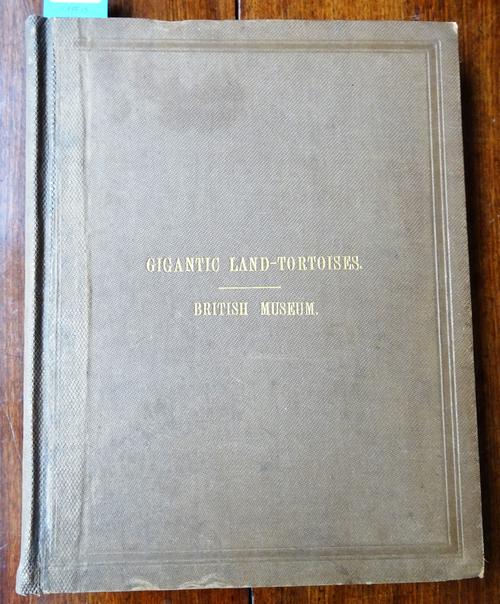 GIGANTIC LAND-TORTOISES.
BRITISH MUSEUM.